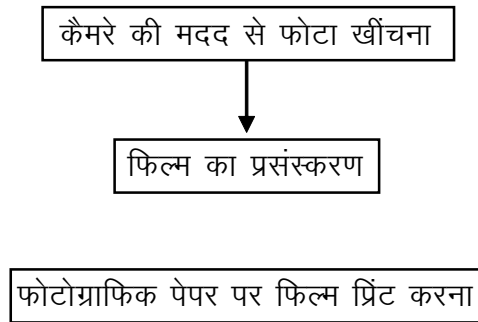 कैमरे की मदद से फोटा खींचना
फिल्म का प्रसंस्करण
फोटोग्राफिक पेपर पर फिल्म प्रिंट करना